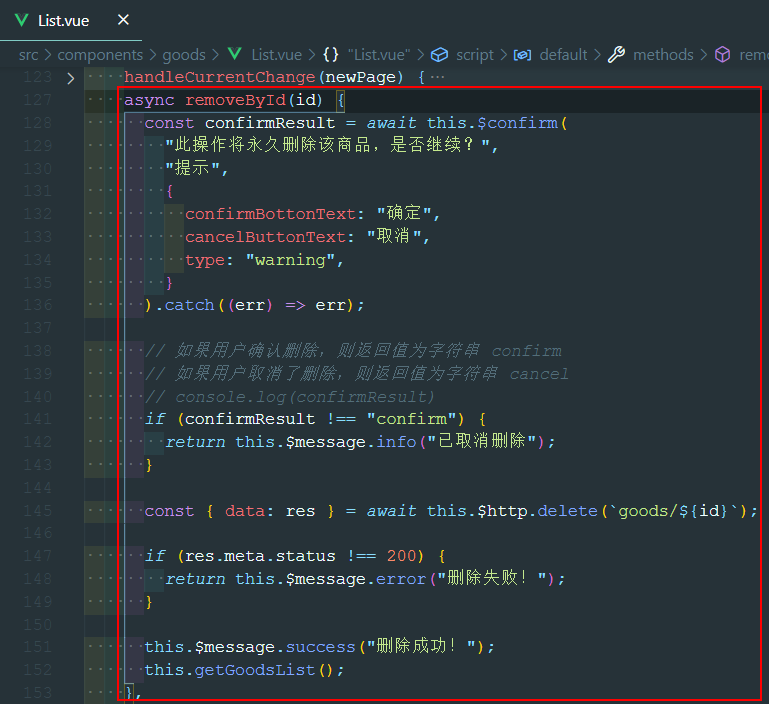 List.vue ×
src > components > goods > List.vue > {} "List.vue" > script > default > methods > remo
123 > handleCurrentChange(newPage) {···
127 async removeById(id) {
128 const confirmResult = await this.$confirm(
129 "此操作将永久删除该商品，是否继续？",
130 "提示",
131 {
132 confirmBottonText: "确定",
133 cancelButtonText: "取消",
134 type: "warning",
135 }
136 ).catch((err) => err);
137
138 // 如果用户确认删除，则返回值为字符串 confirm
139 // 如果用户取消了删除，则返回值为字符串 cancel
140 // console.log(confirmResult)
141 if (confirmResult !== "confirm") {
142 return this.$message.info("已取消删除");
143 }
144
145 const { data: res } = await this.$http.delete(`goods/${id}`);
146
147 if (res.meta.status !== 200) {
148 return this.$message.error("删除失败！");
149 }
150
151 this.$message.success("删除成功！");
152 this.getGoodsList();
153 },